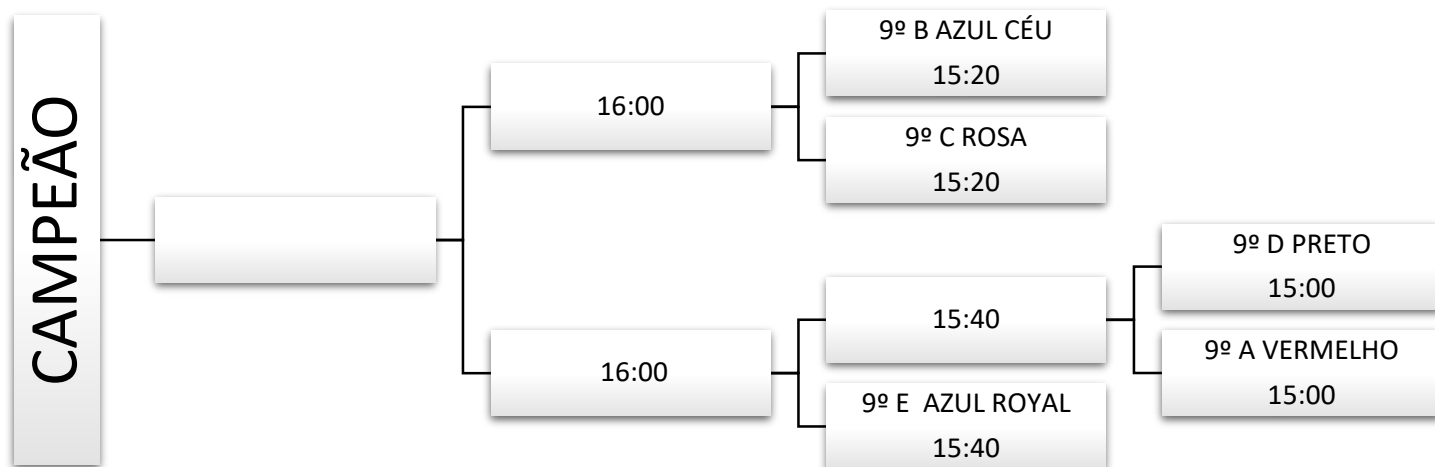 CAMPEÃO
16:00
9º B AZUL CÉU
15:20
9º C ROSA
15:20
16:00
15:40
9º D PRETO
15:00
9º A VERMELHO
15:00
9º E  AZUL ROYAL
15:40